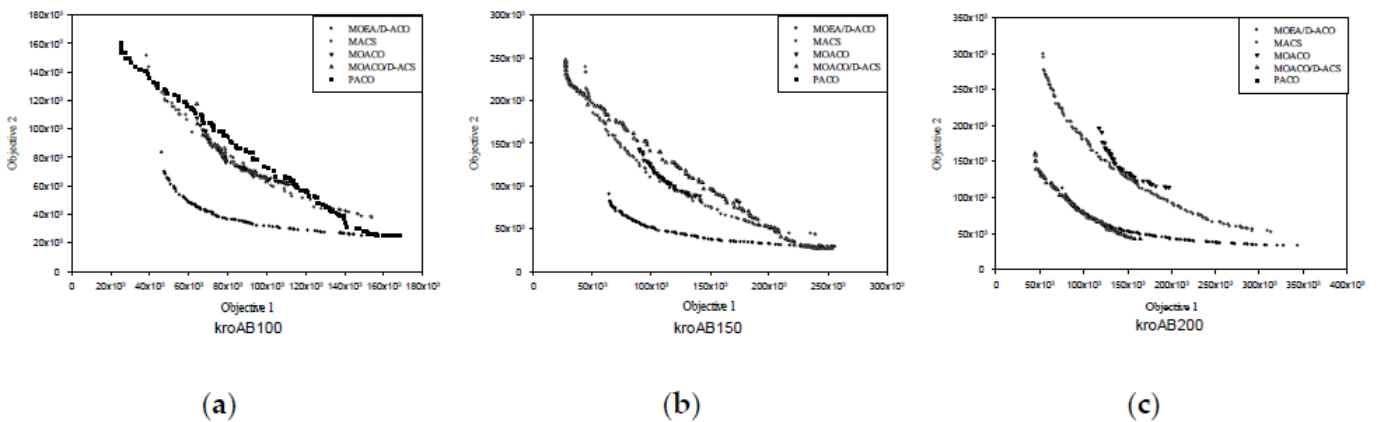 180x10³
160x10³
140x10³
120x10³
100x10³
80x10³
60x10³
40x10³
20x10³
0
Objective 2
MOEA/D-ACO
MACS
MOACO
MOACO/D-ACS
PACO
0 20x10³ 40x10³ 60x10³ 80x10³ 100x10³ 120x10³ 140x10³ 160x10³ 180x10³
Objective 1
kroAB100
(a)
300x10³
250x10³
200x10³
150x10³
100x10³
50x10³
0
Objective 2
MOEA/D-ACO
MACS
MOACO
MOACO/D-ACS
PACO
0 50x10³ 100x10³ 150x10³ 200x10³ 250x10³ 300x10³
Objective 1
kroAB150
(b)
350x10³
300x10³
250x10³
200x10³
150x10³
100x10³
50x10³
0
Objective 2
MOEA/D-ACO
MACS
MOACO
MOACO/D-ACS
PACO
0 50x10³ 100x10³ 150x10³ 200x10³ 250x10³ 300x10³ 350x10³ 400x10³
Objective 1
kroAB200
(c)